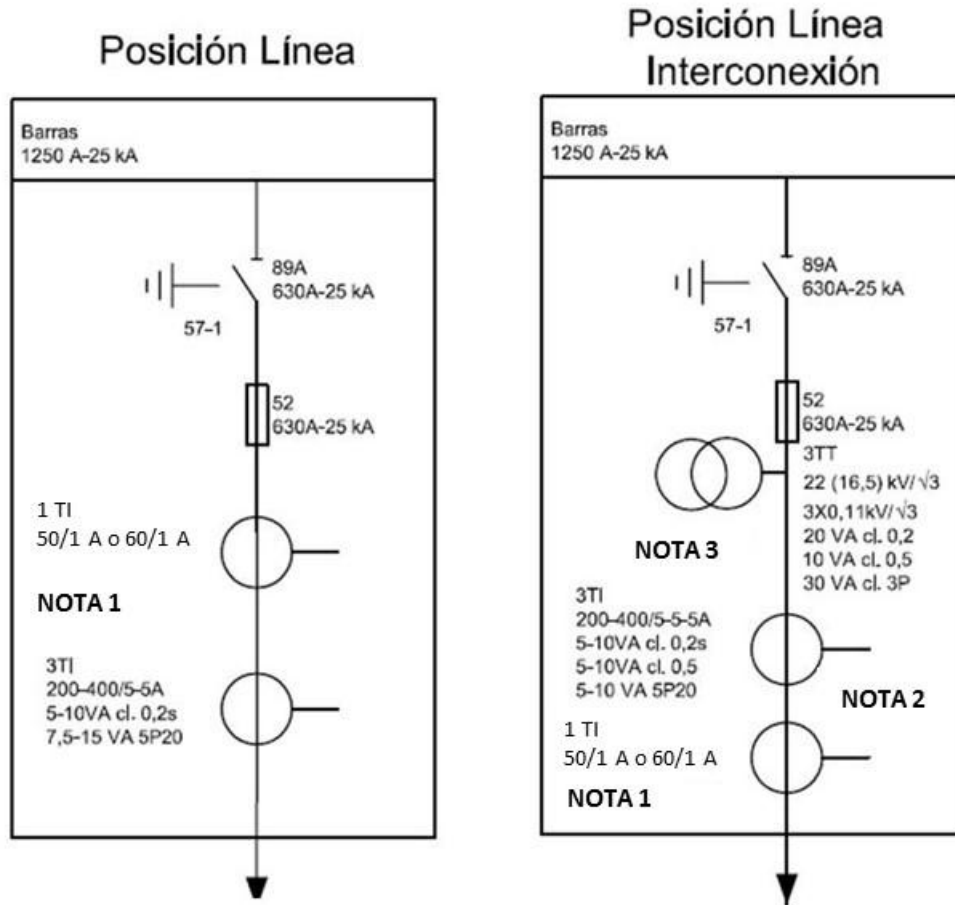 Posición Línea
Barras
1250 A-25 kA
89A
630A-25 kA
57-1
52
630A-25 kA
1 TI
50/1 A o 60/1 A
NOTA 1
3TI
200-400/5-5A
5-10VA cl. 0,2s
7,5-15 VA 5P20
Posición Línea
Interconexión
Barras
1250 A-25 kA
89A
630A-25 kA
57-1
52
630A-25 kA
3TT
22 (16,5) kV/√3
3X0,11kV/√3
20 VA cl. 0,2
10 VA cl. 0,5
30 VA cl. 3P
NOTA 3
3TI
200-400/5-5-5A
5-10VA cl. 0,2s
5-10VA cl. 0,5
5-10 VA 5P20
NOTA 2
1 TI
50/1 A o 60/1 A
NOTA 1